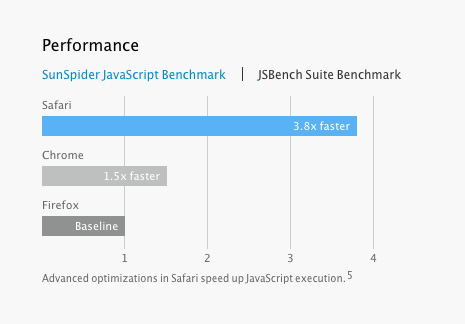 Performance
SunSpider JavaScript Benchmark | JSBench Suite Benchmark
Safari
3.8x faster
Chrome
1.5x faster
Firefox
Baseline
1 2 3 4
Advanced optimizations in Safari speed up JavaScript execution.5